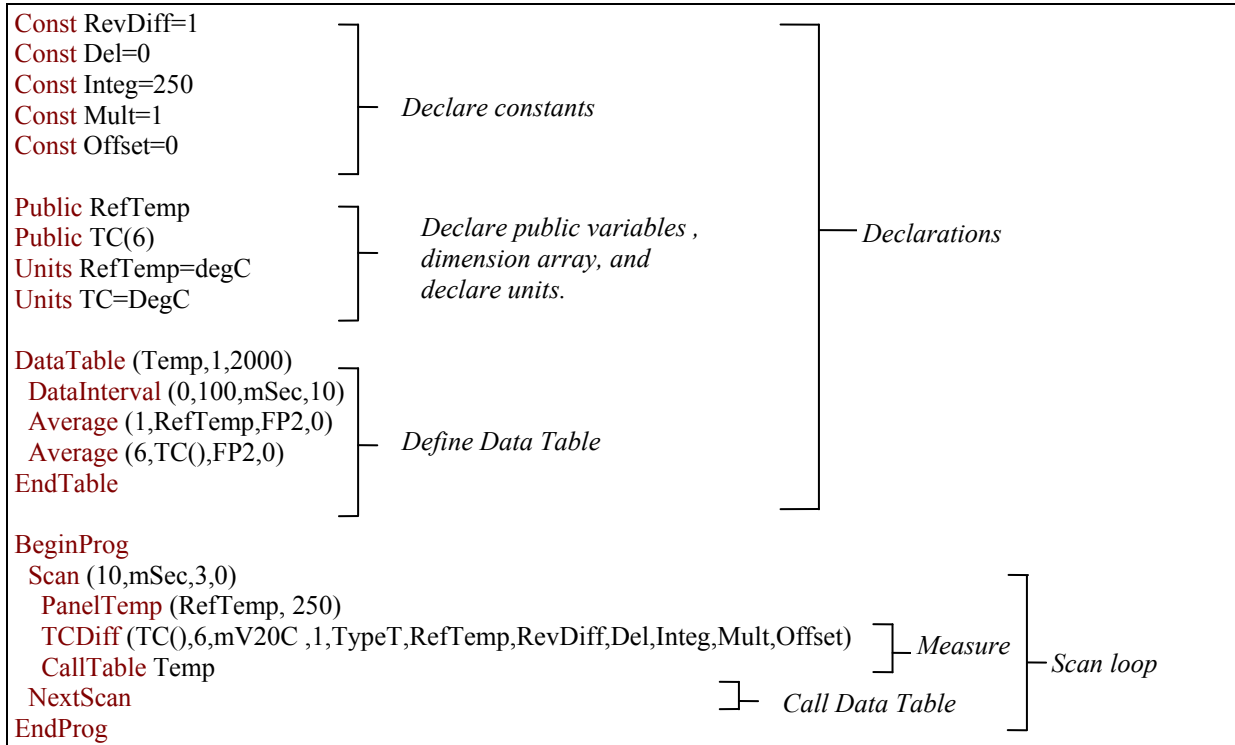 Const RevDiff=1
Const Del=0
Const Integ=250
Const Mult=1
Const Offset=0
Declare constants
Public RefTemp
Public TC(6)
Units RefTemp=degC
Units TC=DegC
Declare public variables ,
dimension array, and
declare units.
DataTable (Temp,1,2000)
DataInterval (0,100,mSec,10)
Average (1,RefTemp,FP2,0)
Average (6,TC(),FP2,0)
EndTable
Define Data Table
Declarations
BeginProg
Scan (10,mSec,3,0)
PanelTemp (RefTemp, 250)
TCDiff (TC(),6,mV20C ,1,TypeT,RefTemp,RevDiff,Del,Integ,Mult,Offset)
Measure
CallTable Temp
NextScan
Call Data Table
EndProg
Scan loop